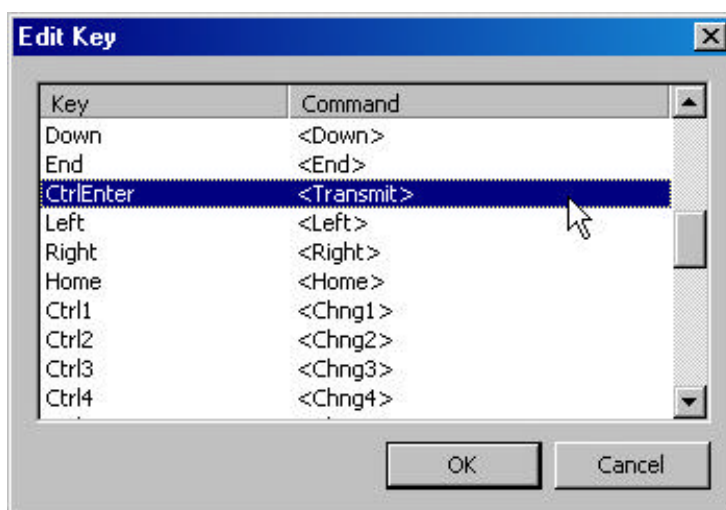 Edit Key
Key Command
Down <Down>
End <End>
CtrlEnter <Transmit>
Left <Left>
Right <Right>
Home <Home>
Ctrl1 <Chng1>
Ctrl2 <Chng2>
Ctrl3 <Chng3>
Ctrl4 <Chng4>
OK Cancel